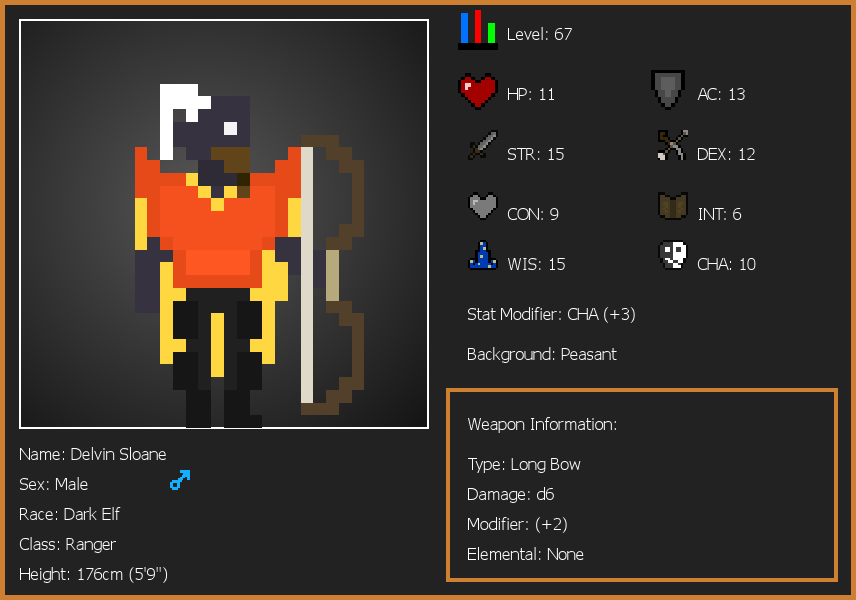 Level: 67
HP: 11
AC: 13
STR: 15
DEX: 12
CON: 9
INT: 6
WIS: 15
CHA: 10
Stat Modifier: CHA (+3)
Background: Peasant
Weapon Information:
Type: Long Bow
Damage: d6
Modifier: (+2)
Elemental: None
Name: Delvin Sloane
Sex: Male
Race: Dark Elf
Class: Ranger
Height: 176cm (5'9")